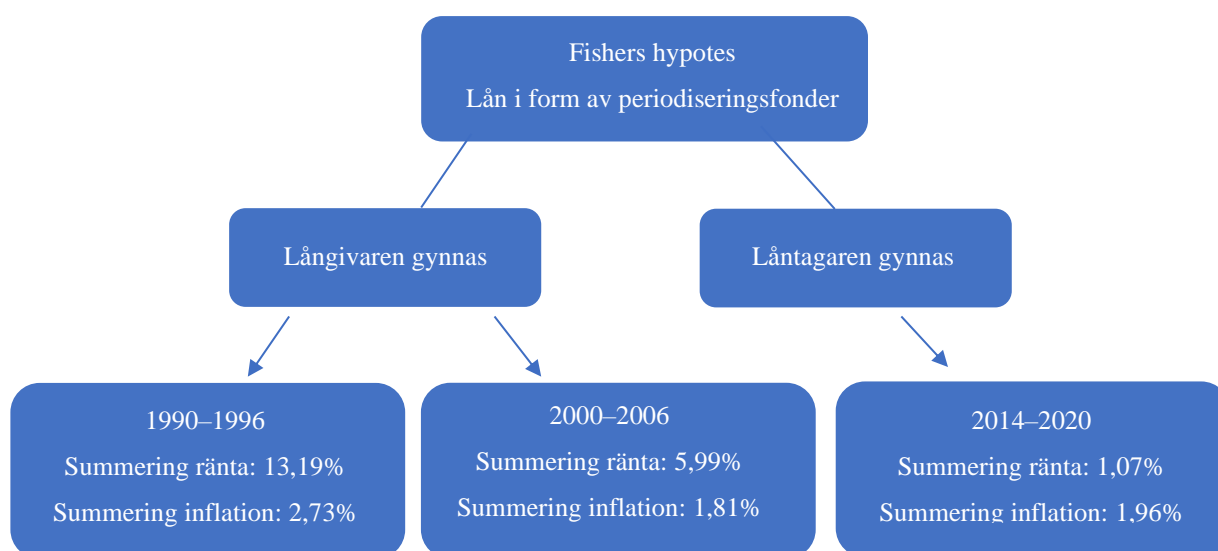 Fishers hypotes
Lån i form av periodiseringsfonder
Långivaren gynnas
Låntagaren gynnas
1990–1996
Summering ränta: 13,19%
Summering inflation: 2,73%
2000–2006
Summering ränta: 5,99%
Summering inflation: 1,81%
2014–2020
Summering ränta: 1,07%
Summering inflation: 1,96%